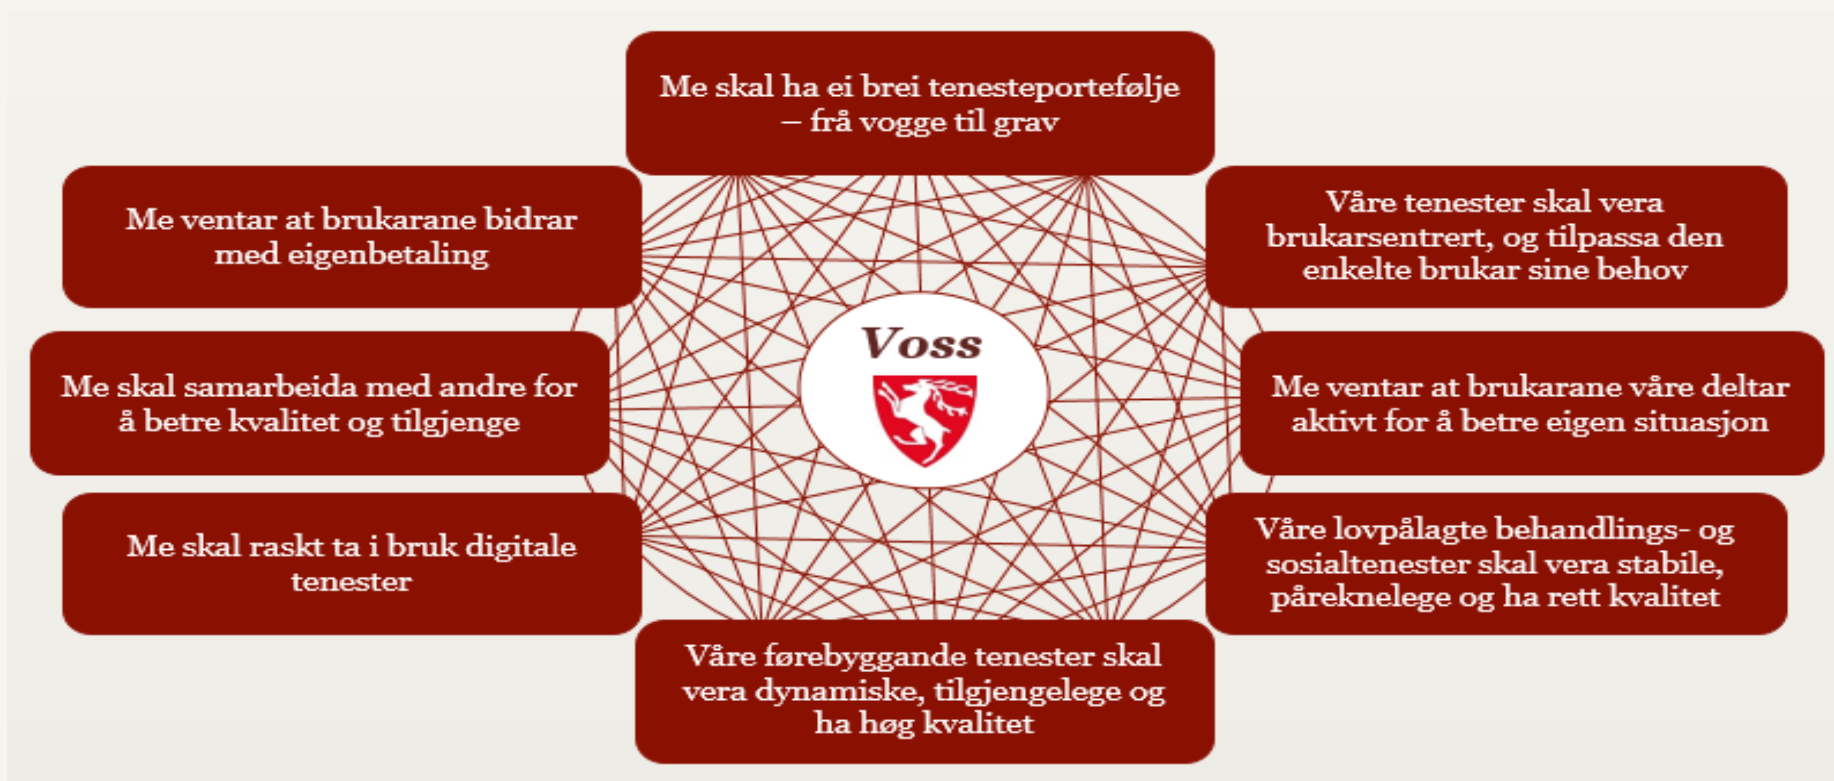 Me skal ha ei brei tenesteportefølje
– frå vogge til grav
Våre tenester skal vera
brukarsentrert, og tilpassa den
enkelte brukar sine behov
Me ventar at brukarane våre deltar
aktivt for å betre eigen situasjon
Våre lovpålagte behandlings- og
sosialtenester skal vera stabile,
påreknelege og ha rett kvalitet
Våre førebyggande tenester skal
vera dynamiske, tilgjengelege og
ha høg kvalitet
Me skal raskt ta i bruk digitale
tenester
Me skal samarbeida med andre for
å betre kvalitet og tilgjenge
Me ventar at brukarane bidrar
med eigenbetaling
Voss